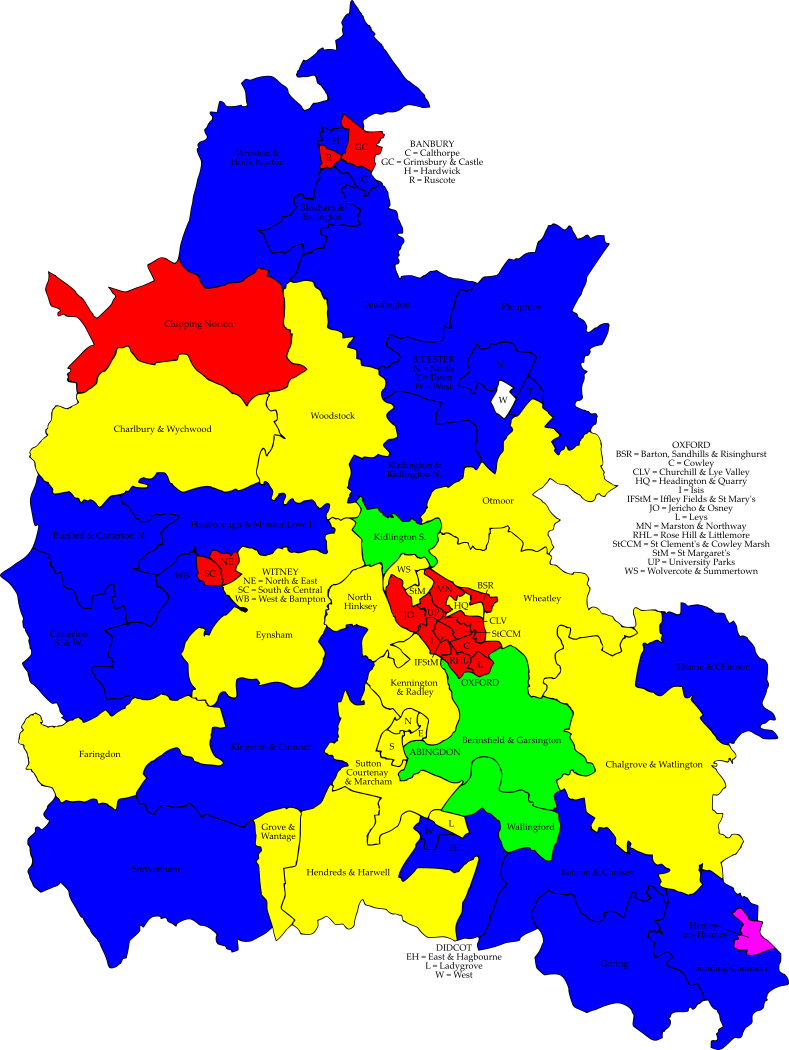 Wroxton &
Hook Norton
H
GC
R
C
BANBURY
C = Calthorpe
GC = Grimsbury & Castle
H = Hardwick
R = Ruscote
Bloxham &
Easington
Chipping Norton
Deddington
Ploughley
BICESTER
N = North
T = Town
W = West
N
T
W
Charlbury & Wychwood
Woodstock
Kirtlington &
Kidlington N.
Otmoor
OXFORD
BSR = Barton, Sandhills & Risinghurst
C = Cowley
CLV = Churchill & Lye Valley
HQ = Headington & Quarry
I = Isis
IFStM = Iffley Fields & St Mary's
JO = Jericho & Osney
L = Leys
MN = Marston & Northway
RHL = Rose Hill & Littlemore
StCCM = St Clement's & Cowley Marsh
StM = St Margaret's
UP = University Parks
WS = Wolvercote & Summertown
Burford & Carterton N.
Hanborough & Minster Lovell
Kidlington S.
NE
SC
WB
WITNEY
NE = North & East
SC = South & Central
WB = West & Bampton
WS
StM
MN
BSR
HQ
JO
UP
CLV
StCCM
I
C
IFStM
RHL
L
OXFORD
North
Hinksey
Wheatley
Eynsham
Carterton
S. & W.
Thame & Chinnor
Kennington
& Radley
N
E
S
ABINGDON
Berinsfield & Garsington
Faringdon
Kingston & Cumnor
Sutton
Courtenay
& Marcham
Chalgrove & Watlington
Grove &
Wantage
L
W
EH
Wallingford
Shrivenham
Hendreds & Harwell
Benson & Cholsey
Henley-
on-Thames
DIDCOT
EH = East & Hagbourne
L = Ladygrove
W = West
Goring
Sonning Common